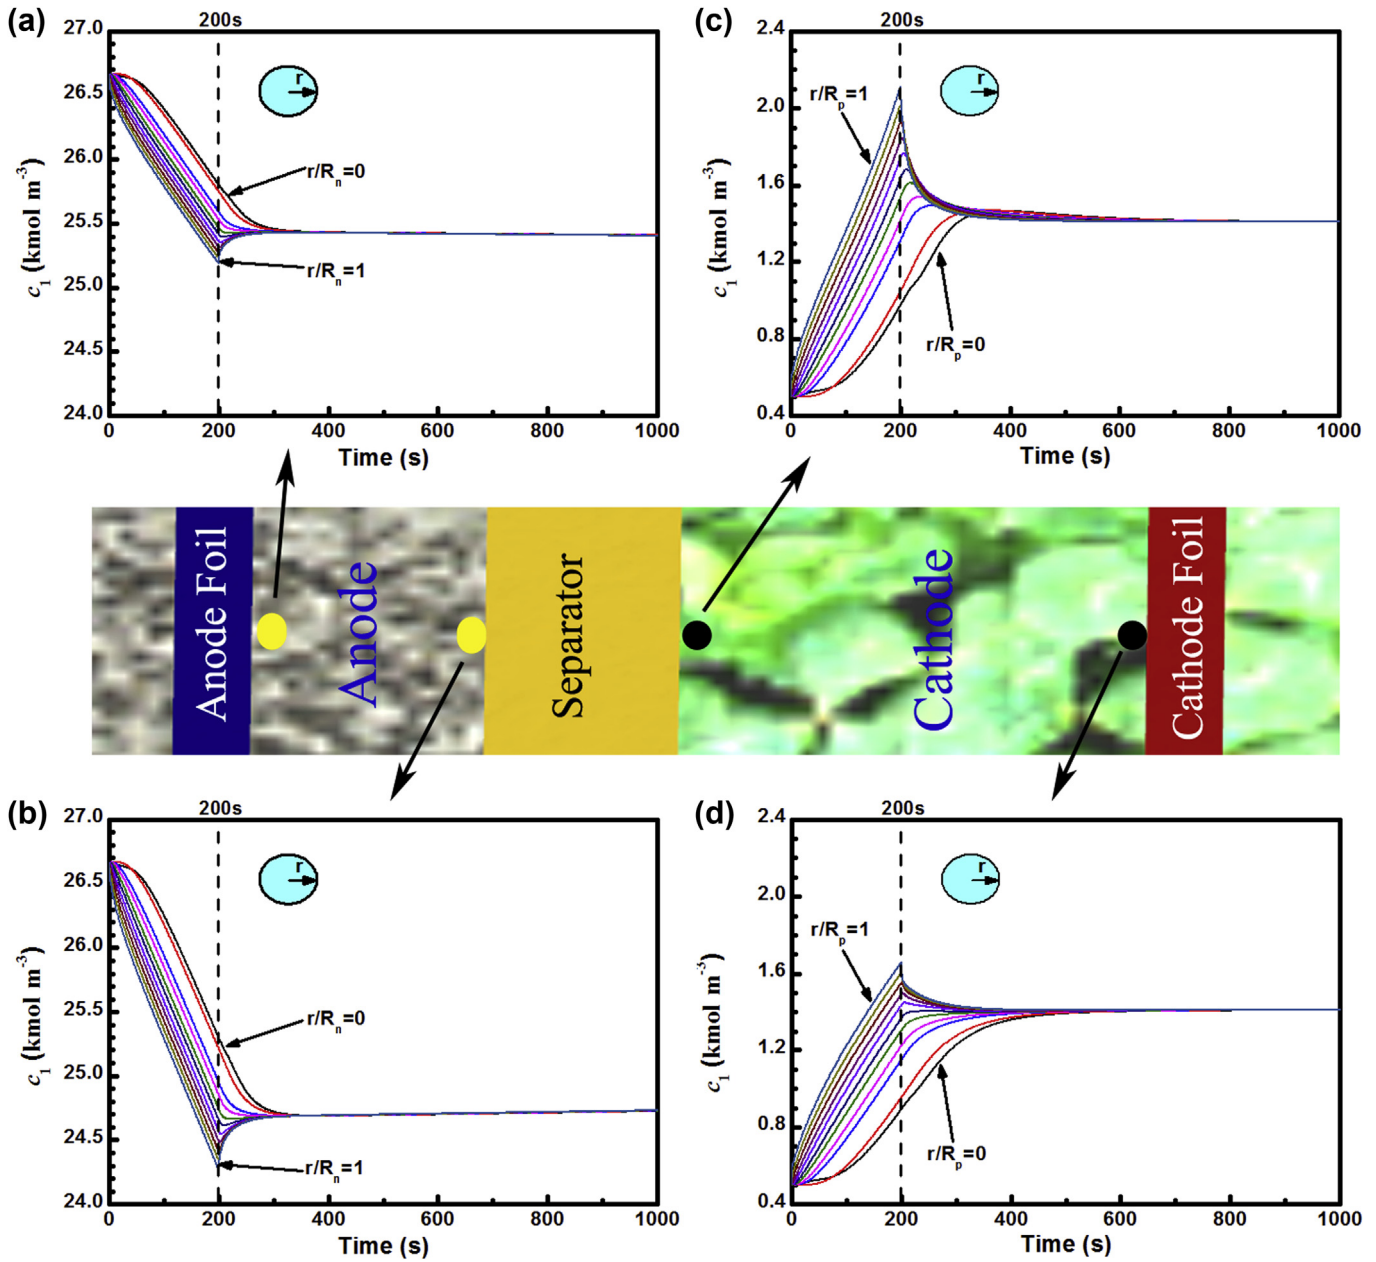 (a)
200s
27.0
26.5
26.0
25.5
25.0
24.5
24.0
c₁ (kmol m⁻³)
r
r/Rₙ=0
r/Rₙ=1
0 200 400 600 800 1000
Time (s)
(c)
200s
2.4
2.0
1.6
1.2
0.8
0.4
c₁ (kmol m⁻³)
r
r/Rₚ=1
r/Rₚ=0
0 200 400 600 800 1000
Time (s)
Anode Foil
Anode
Separator
Cathode
Cathode Foil
(b)
200s
27.0
26.5
26.0
25.5
25.0
24.5
24.0
c₁ (kmol m⁻³)
r
r/Rₙ=0
r/Rₙ=1
0 200 400 600 800 1000
Time (s)
(d)
200s
2.4
2.0
1.6
1.2
0.8
0.4
c₁ (kmol m⁻³)
r
r/Rₚ=1
r/Rₚ=0
0 200 400 600 800 1000
Time (s)